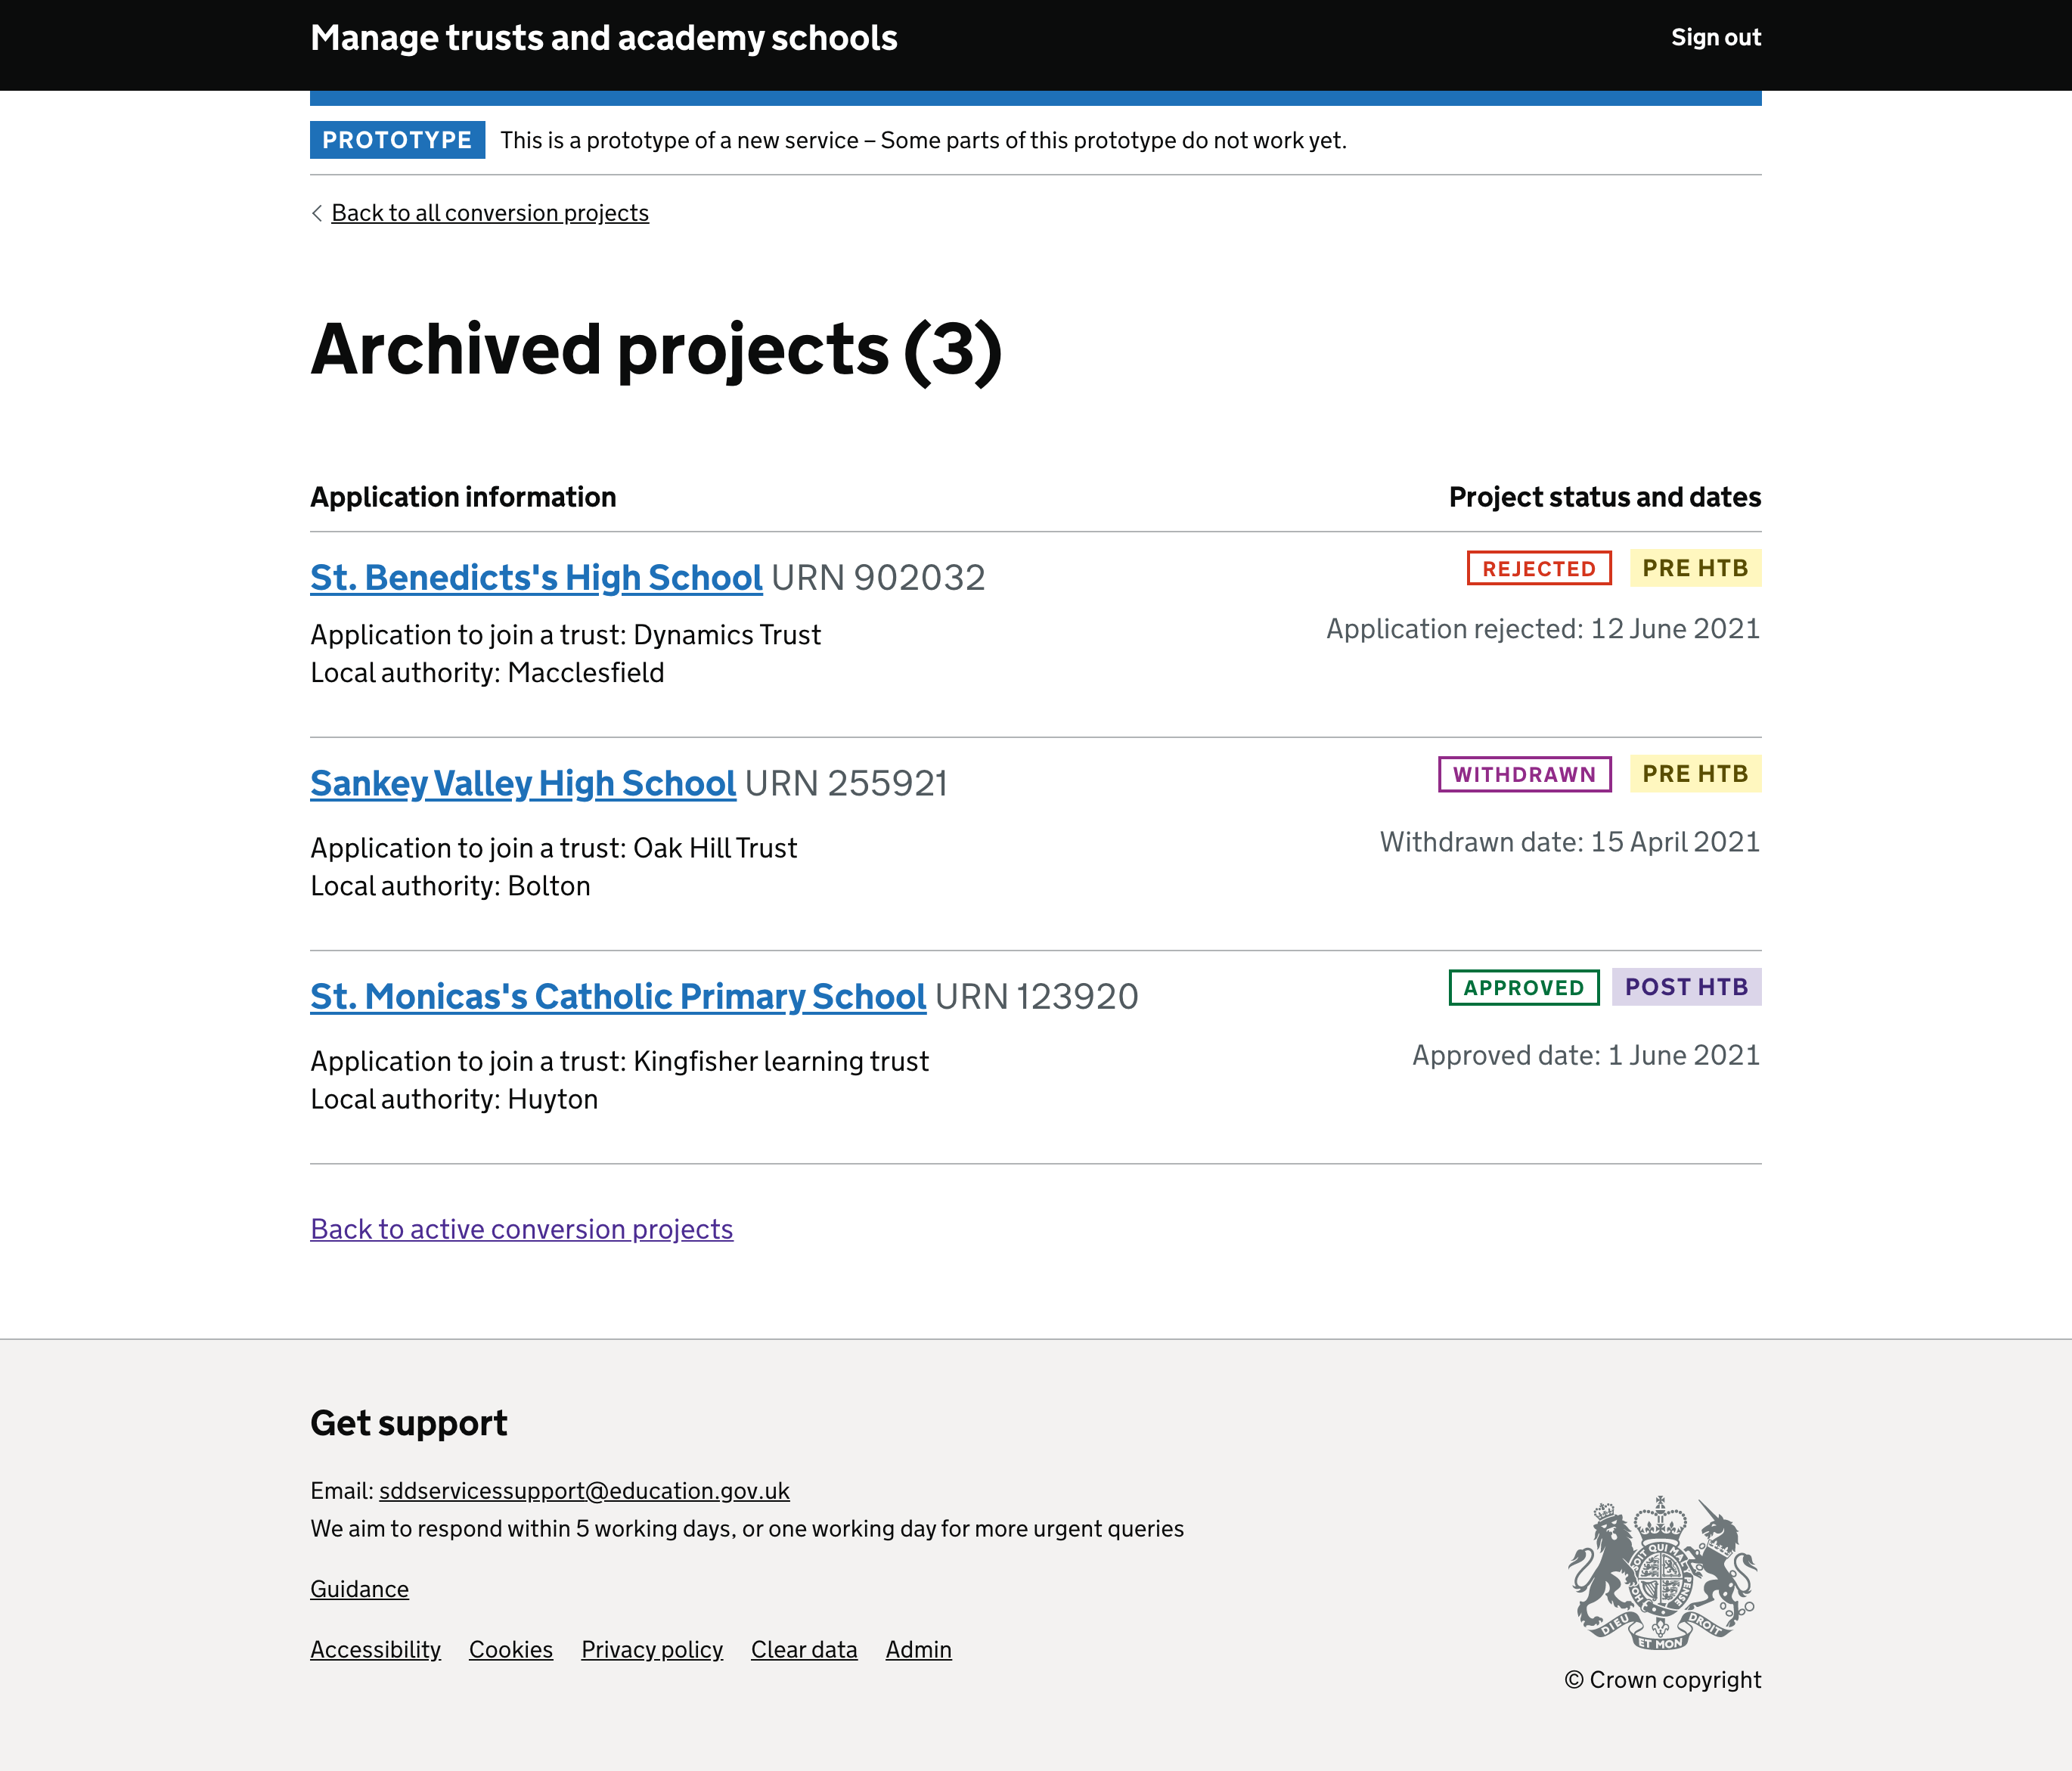 Manage trusts and academy schools
Sign out
PROTOTYPE This is a prototype of a new service – Some parts of this prototype do not work yet.
Back to all conversion projects
Archived projects (3)
Application information
Project status and dates
St. Benedicts's High School URN 902032
REJECTED PRE HTB
Application to join a trust: Dynamics Trust
Application rejected: 12 June 2021
Local authority: Macclesfield
Sankey Valley High School URN 255921
WITHDRAWN PRE HTB
Application to join a trust: Oak Hill Trust
Withdrawn date: 15 April 2021
Local authority: Bolton
St. Monicas's Catholic Primary School URN 123920
APPROVED POST HTB
Application to join a trust: Kingfisher learning trust
Approved date: 1 June 2021
Local authority: Huyton
Back to active conversion projects
Get support
Email: sddservicessupport@education.gov.uk
We aim to respond within 5 working days, or one working day for more urgent queries
Guidance
Accessibility Cookies Privacy policy Clear data Admin
SOIT QUI MAL
PENSE
HON
DIEU ET MON DROIT
© Crown copyright